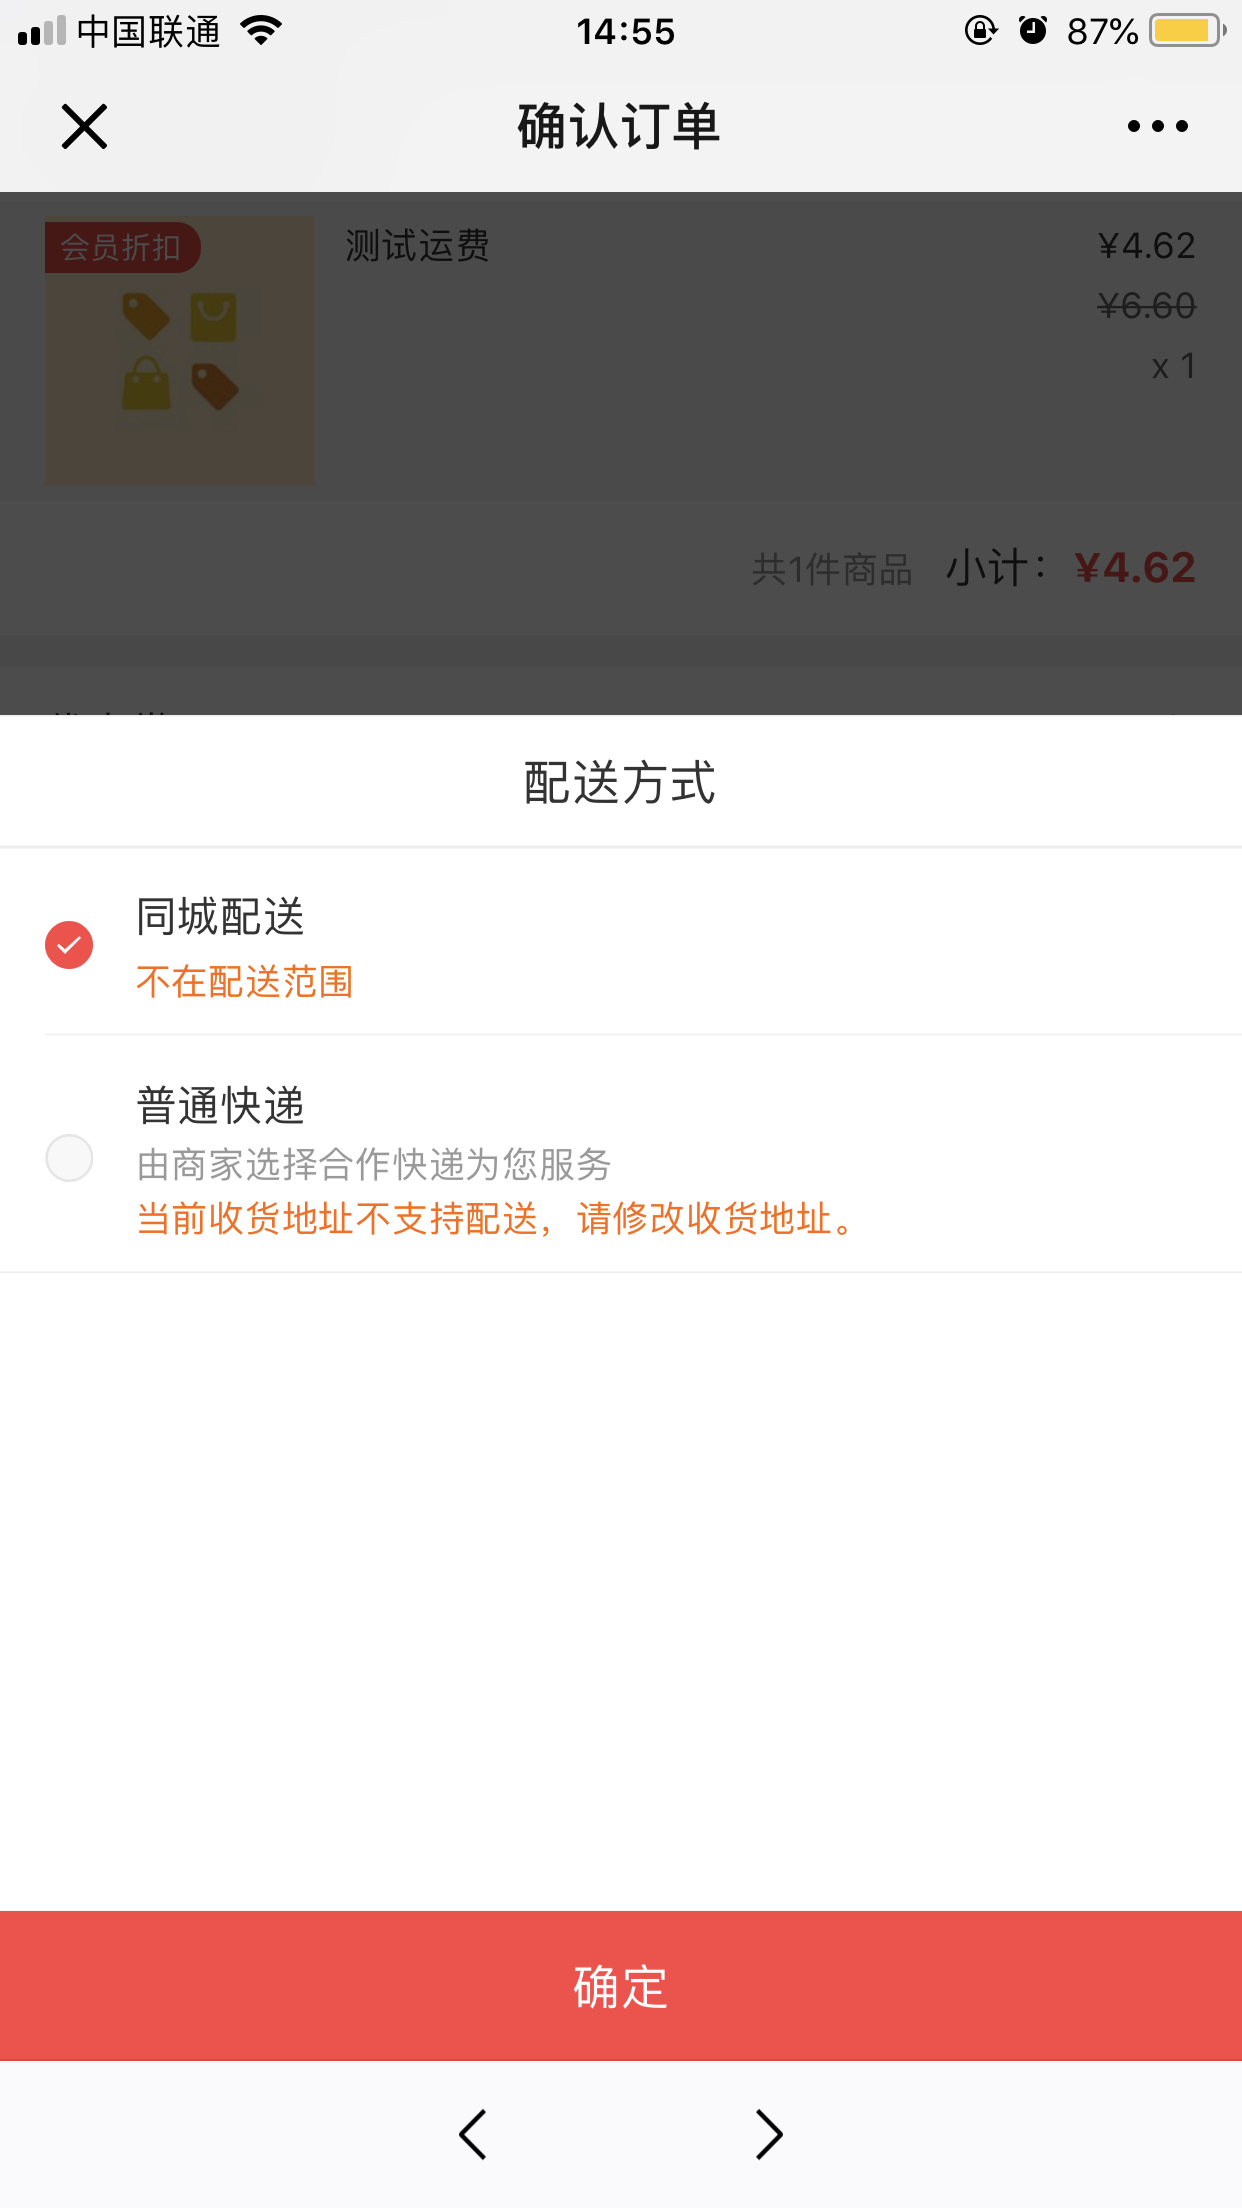 中国联通 14:55 87%
确认订单
会员折扣 测试运费 ¥4.62
¥6.60
x 1
共1件商品 小计：¥4.62
配送方式
同城配送
不在配送范围
普通快递
由商家选择合作快递为您服务
当前收货地址不支持配送，请修改收货地址。
确定